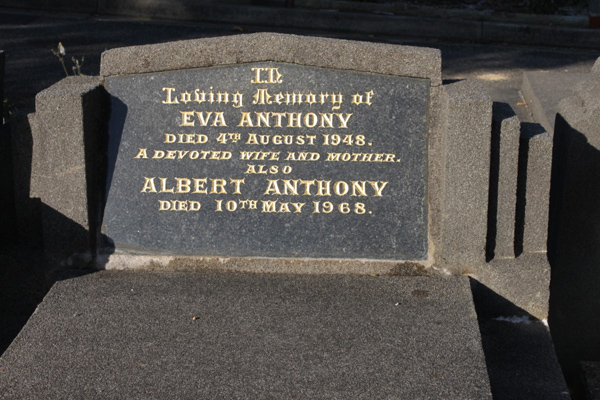 In
Loving Memory of
EVA ANTHONY
DIED 4TH AUGUST 1948.
A DEVOTED WIFE AND MOTHER.
ALSO
ALBERT ANTHONY
DIED 10TH MAY 1968.